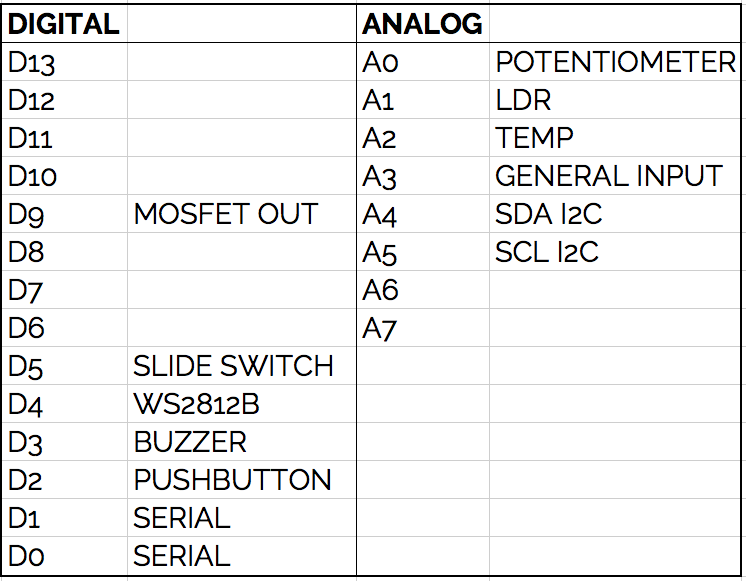 DIGITAL ANALOG
D13 A0 POTENTIOMETER
D12 A1 LDR
D11 A2 TEMP
D10 A3 GENERAL INPUT
D9 MOSFET OUT A4 SDA I2C
D8 A5 SCL I2C
D7 A6
D6 A7
D5 SLIDE SWITCH
D4 WS2812B
D3 BUZZER
D2 PUSHBUTTON
D1 SERIAL
D0 SERIAL